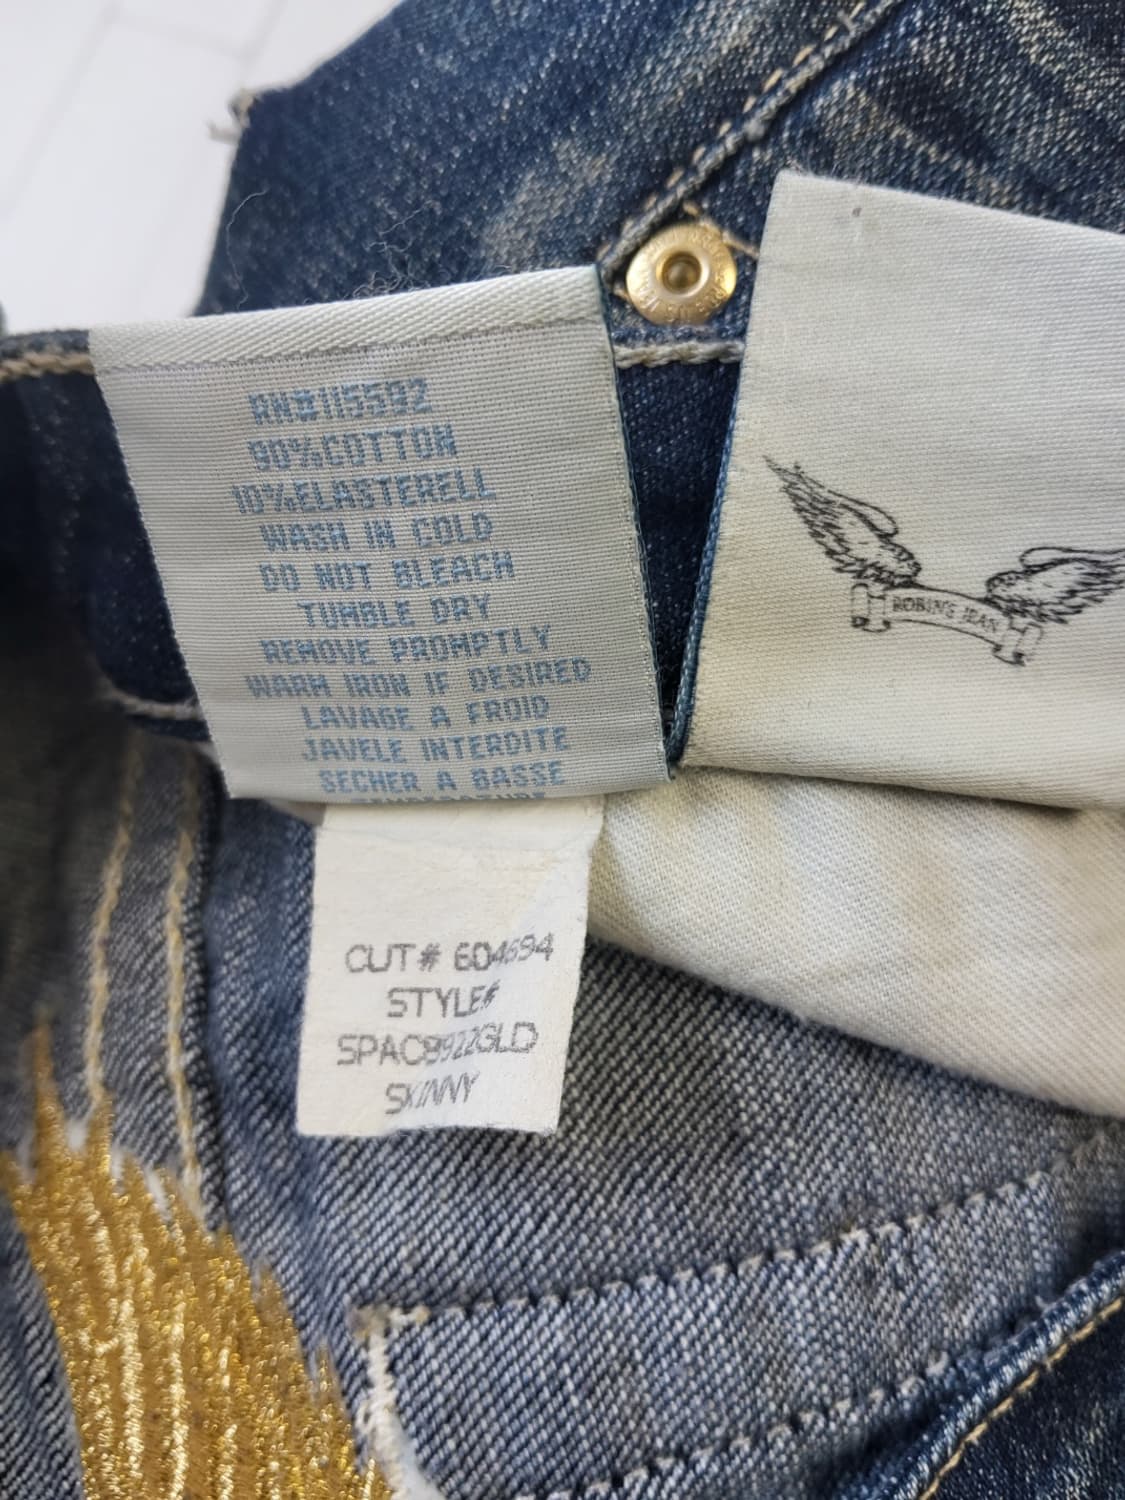 RN#115592
90%COTTON
10%ELASTERELL
WASH IN COLD
DO NOT BLEACH
TUMBLE DRY
REMOVE PROMPTLY
WARM IRON IF DESIRED
LAVAGE A FROID
JAVELE INTERDITE
SECHER A BASSE
ROBIN'S JEAN
CUT# 604694
STYLE#
SPAC8922GLD
SKINNY